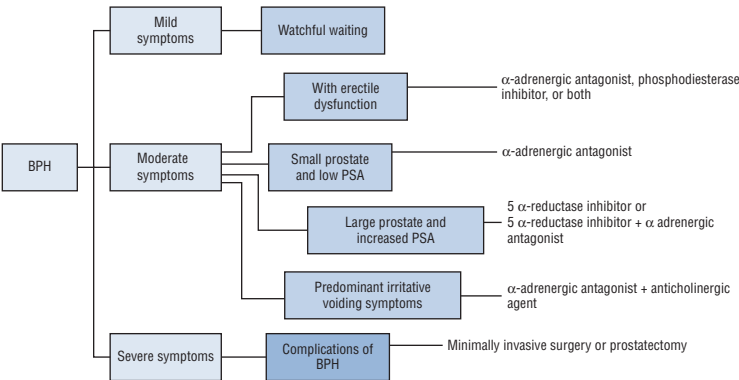 Mild
symptoms
Watchful waiting
With erectile
dysfunction
α-adrenergic antagonist, phosphodiesterase
inhibitor, or both
BPH
Moderate
symptoms
Small prostate
and low PSA
α-adrenergic antagonist
Large prostate and
increased PSA
5 α-reductase inhibitor or
5 α-reductase inhibitor + α adrenergic
antagonist
Predominant irritative
voiding symptoms
α-adrenergic antagonist + anticholinergic
agent
Severe symptoms
Complications of
BPH
Minimally invasive surgery or prostatectomy